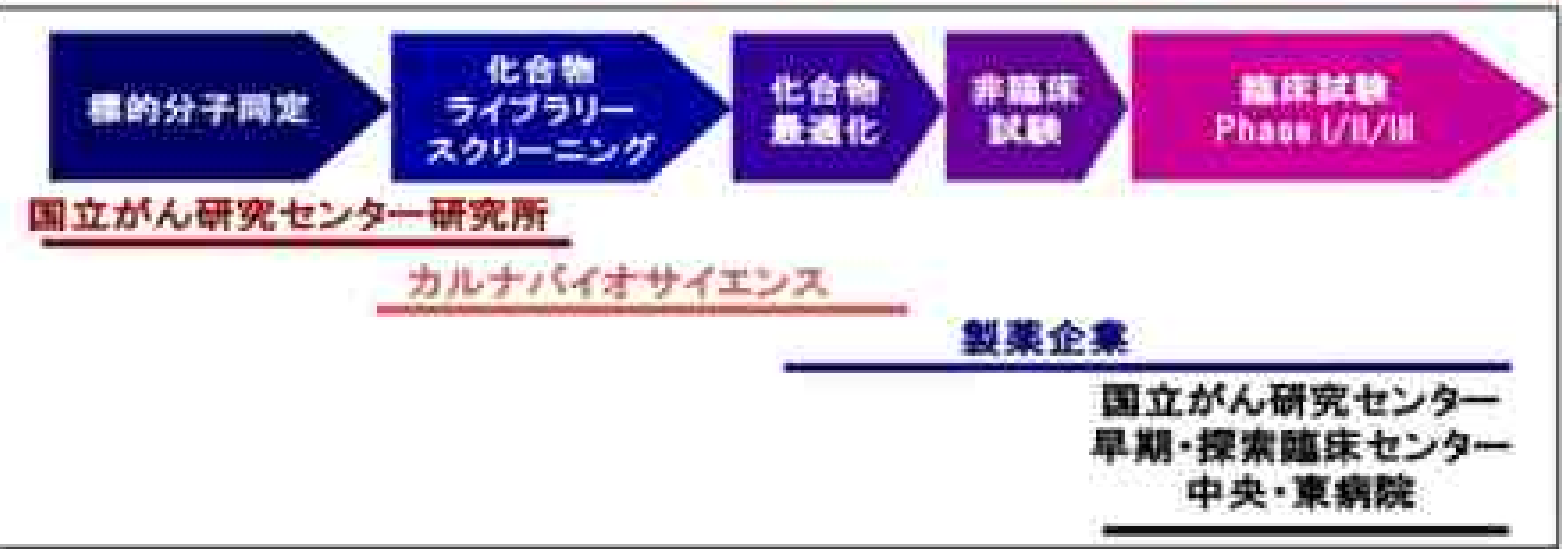 標的分子同定
化合物
ライブラリー
スクリーニング
化合物
最適化
非臨床
試験
臨床試験
Phase I/II/III
国立がん研究センター研究所
カルナバイオサイエンス
製薬企業
国立がん研究センター
早期・探索臨床センター
中央・東病院